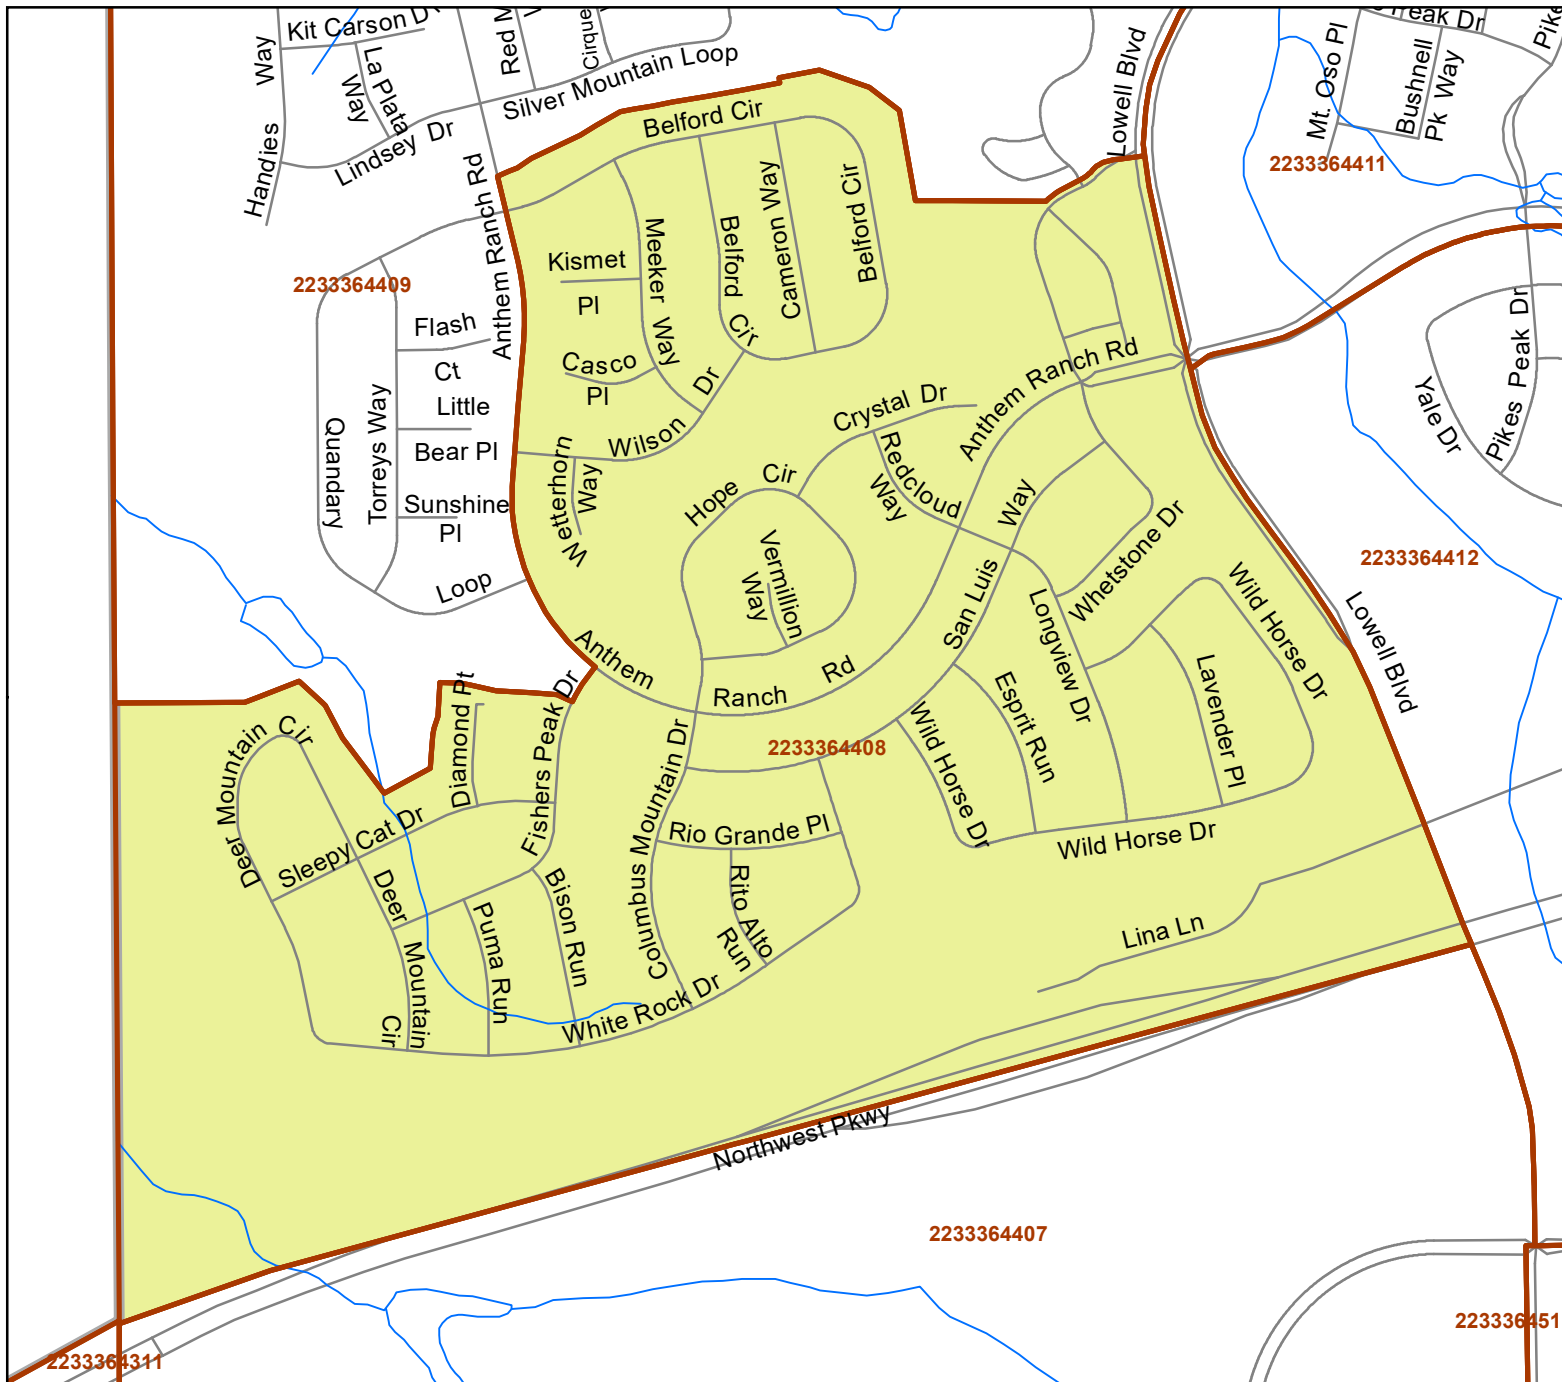 Kit Carson Dr
Handies Way
La Plata
Way
Lindsey Dr
Red M
Cirque
Silver Mountain Loop
Lowell Blvd
Peak Dr
Pike
Mt. Oso Pl
Bushnell
Pk Way
2233364411
Belford Cir
Anthem Ranch Rd
Kismet
Pl
Meeker Way
Belford Cir
Cameron Way
Belford Cir
2233364409
Flash
Ct
Casco
Pl
Little
Bear Pl
Quandary
Torreys Way
Sunshine
Pl
Loop
Wilson Dr
Wetterhorn
Way
Crystal Dr
Anthem Ranch Rd
Redcloud
Way
Hope Cir
Vermillion
Way
San Luis Way
Whetstone Dr
Longview Dr
Wild Horse Dr
Lowell Blvd
2233364412
Yale Dr
Pikes Peak Dr
Anthem Ranch Rd
2233364408
Esprit Run
Lavender Pl
Wild Horse Dr
Wild Horse Dr
Diamond Pt
Fishers Peak Dr
Deer Mountain Cir
Sleepy Cat Dr
Columbus Mountain Dr
Rio Grande Pl
Rito Alto
Run
Deer Mountain
Cir
Puma Run
Bison Run
White Rock Dr
Lina Ln
Northwest Pkwy
2233364407
2233364311
223336451